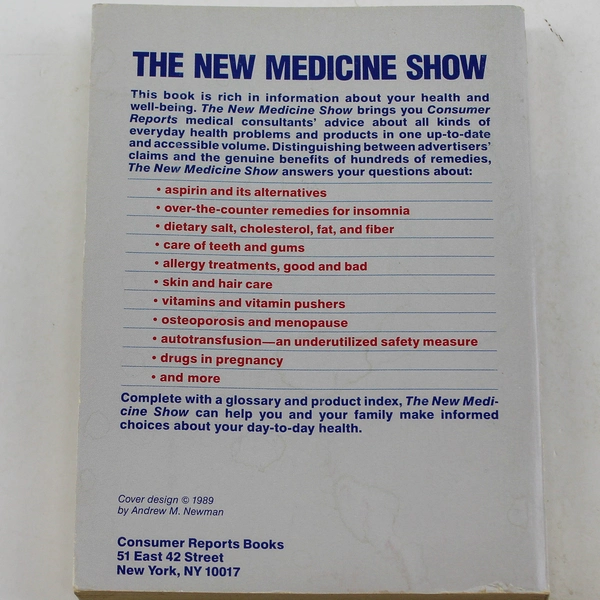 THE NEW MEDICINE SHOW
This book is rich in information about your health and
well-being. The New Medicine Show brings you Consumer
Reports medical consultants' advice about all kinds of
everyday health problems and products in one up-to-date
and accessible volume. Distinguishing between advertisers'
claims and the genuine benefits of hundreds of remedies,
The New Medicine Show answers your questions about:
• aspirin and its alternatives
• over-the-counter remedies for insomnia
• dietary salt, cholesterol, fat, and fiber
• care of teeth and gums
• allergy treatments, good and bad
• skin and hair care
• vitamins and vitamin pushers
• osteoporosis and menopause
• autotransfusion—an underutilized safety measure
• drugs in pregnancy
• and more
Complete with a glossary and product index, The New Medi-
cine Show can help you and your family make informed
choices about your day-to-day health.
Cover design © 1989
by Andrew M. Newman
Consumer Reports Books
51 East 42 Street
New York, NY 10017